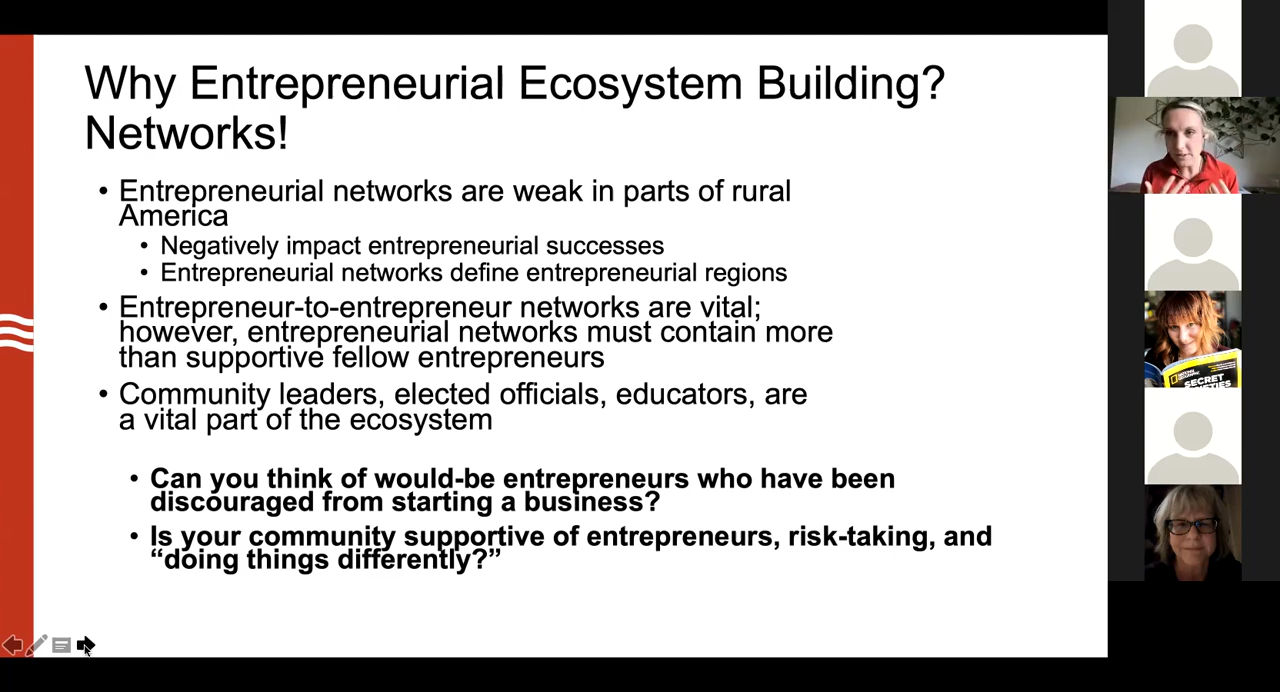 Why Entrepreneurial Ecosystem Building?
Networks!
• Entrepreneurial networks are weak in parts of rural
America
• Negatively impact entrepreneurial successes
• Entrepreneurial networks define entrepreneurial regions
• Entrepreneur-to-entrepreneur networks are vital;
however, entrepreneurial networks must contain more
than supportive fellow entrepreneurs
• Community leaders, elected officials, educators, are
a vital part of the ecosystem
• Can you think of would-be entrepreneurs who have been
discouraged from starting a business?
• Is your community supportive of entrepreneurs, risk-taking, and
“doing things differently?”
NATIONAL GEOGRAPHIC
SECRET